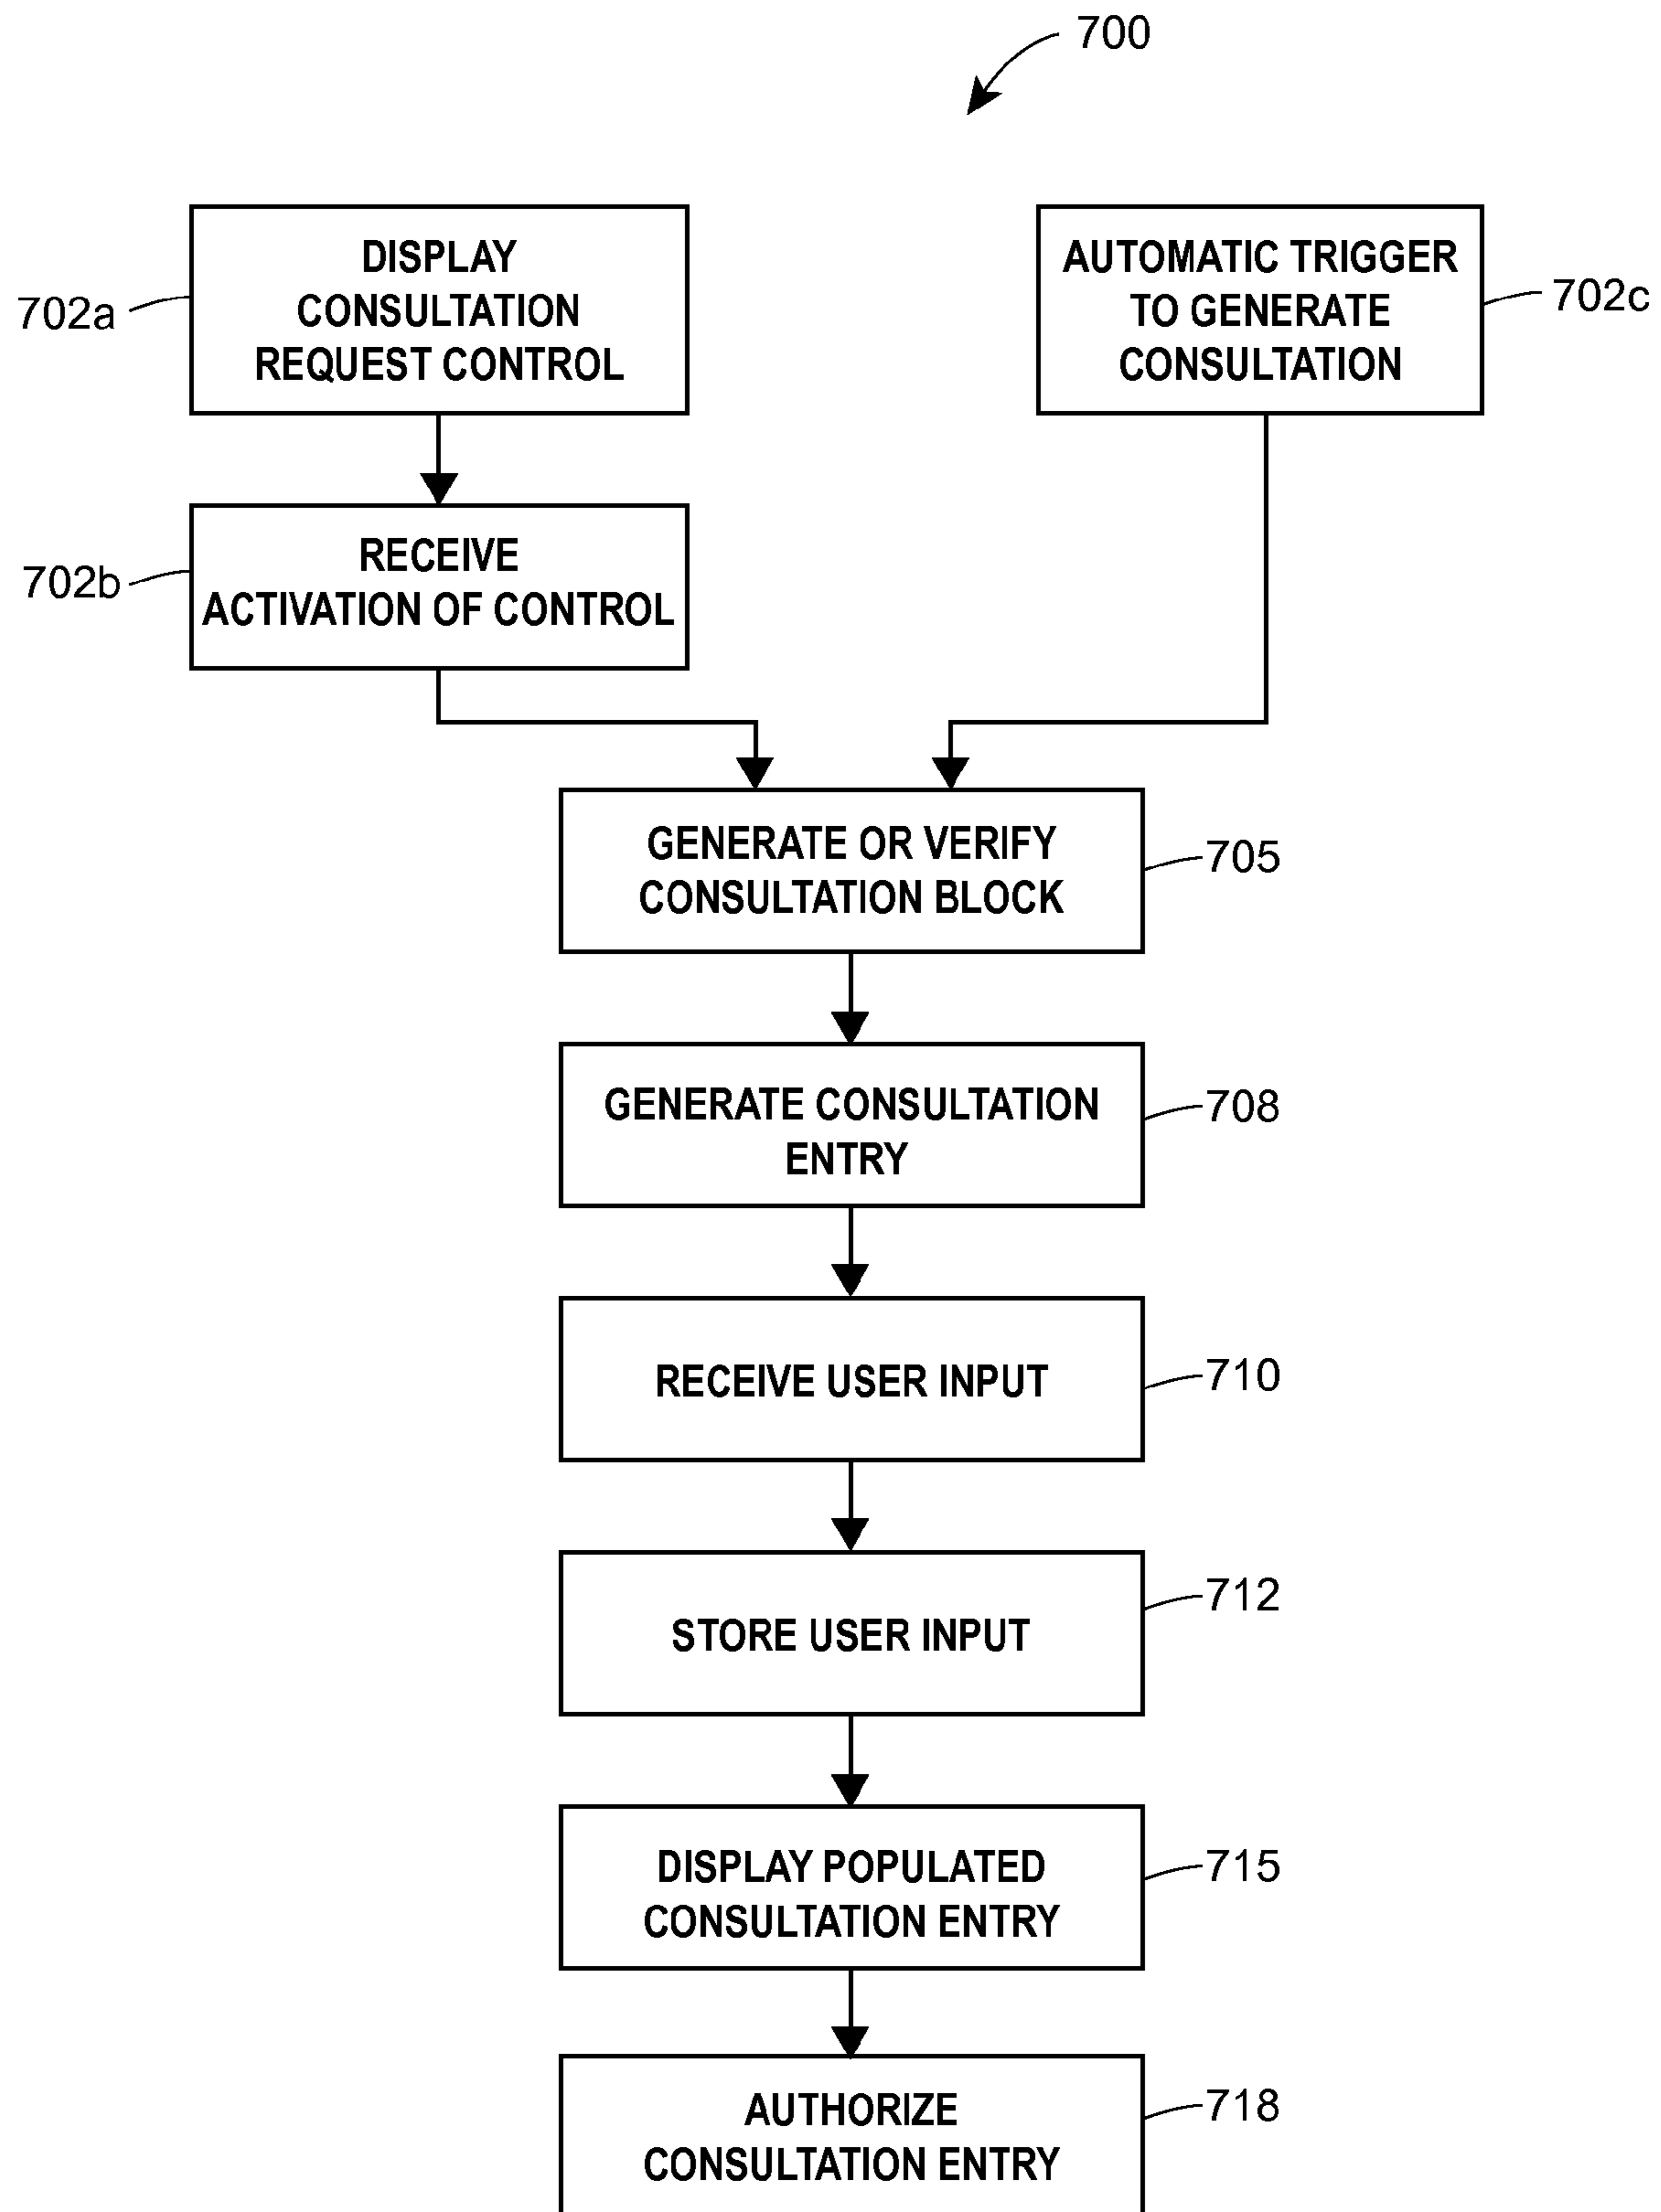 700
DISPLAY
CONSULTATION
REQUEST CONTROL
702a
AUTOMATIC TRIGGER
TO GENERATE
CONSULTATION
702c
RECEIVE
ACTIVATION OF CONTROL
702b
GENERATE OR VERIFY
CONSULTATION BLOCK
705
GENERATE CONSULTATION
ENTRY
708
RECEIVE USER INPUT
710
STORE USER INPUT
712
DISPLAY POPULATED
CONSULTATION ENTRY
715
AUTHORIZE
CONSULTATION ENTRY
718